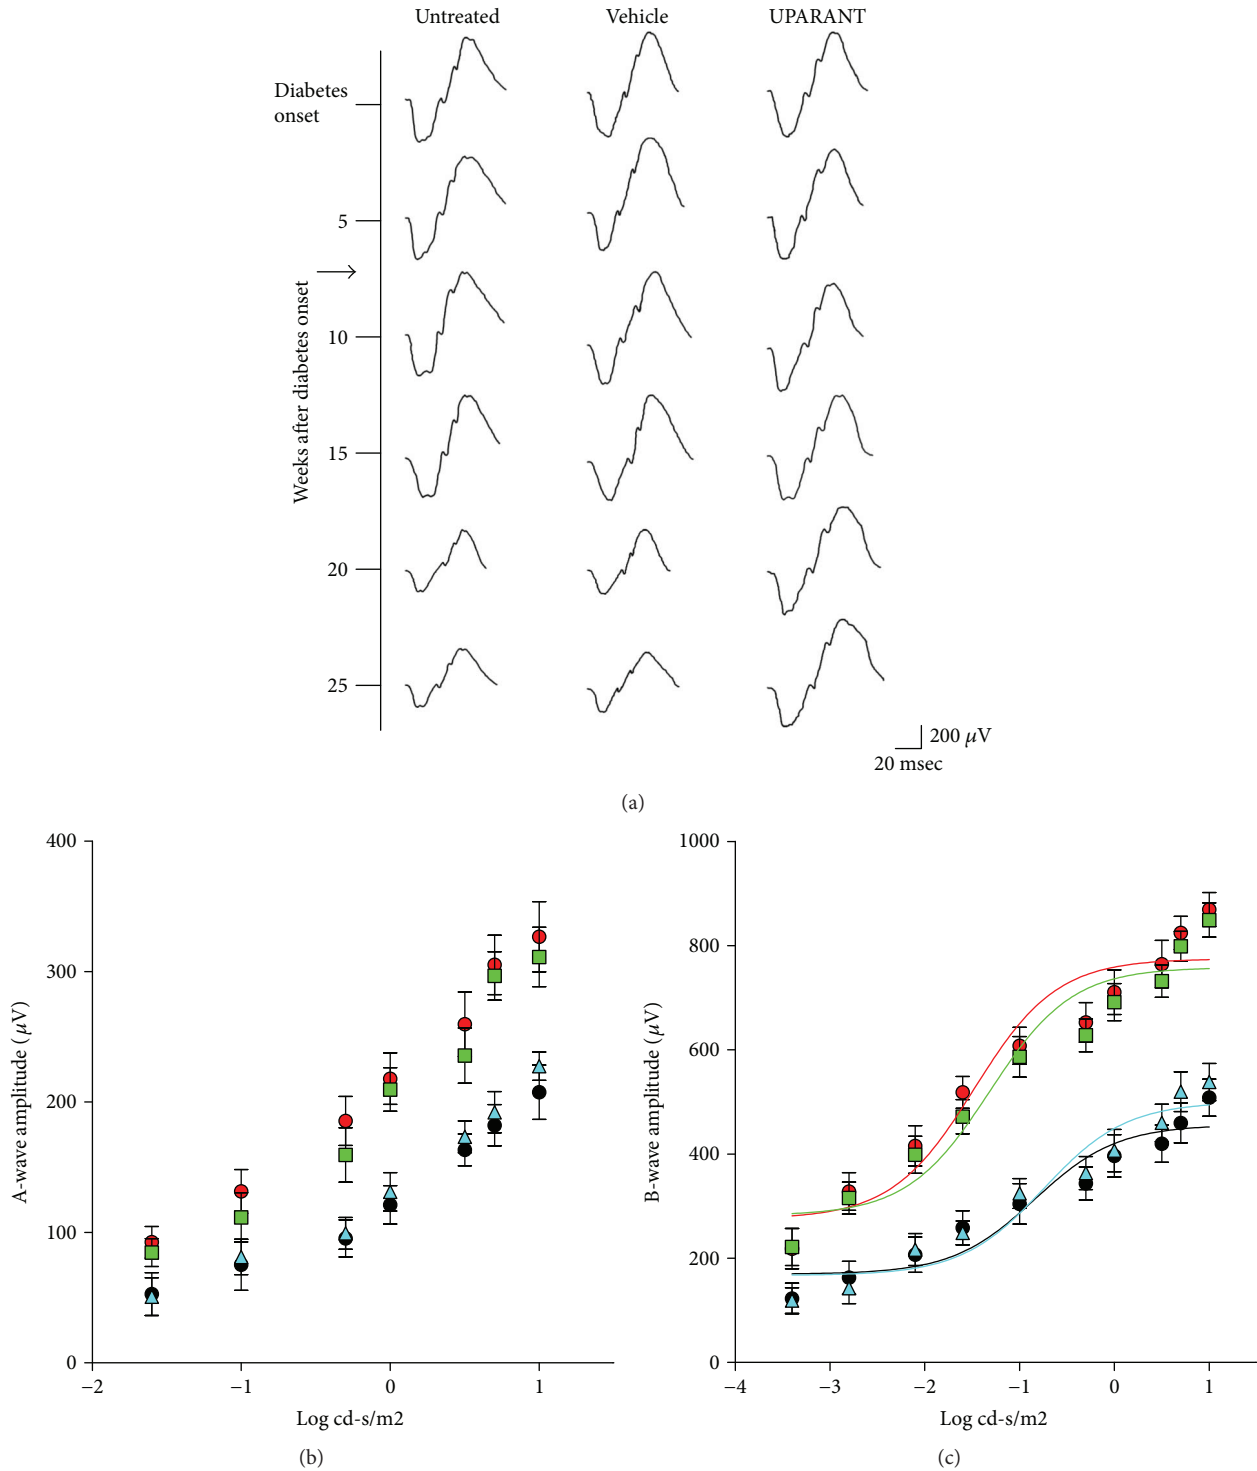 Untreated Vehicle UPARANT
Diabetes
onset
5
10
15
20
25
Weeks after diabetes onset
200 μV
20 msec
(a)
400
300
200
100
0
A-wave amplitude (μV)
−2 −1 0 1
Log cd-s/m2
(b)
1000
800
600
400
200
0
B-wave amplitude (μV)
−4 −3 −2 −1 0 1
Log cd-s/m2
(c)